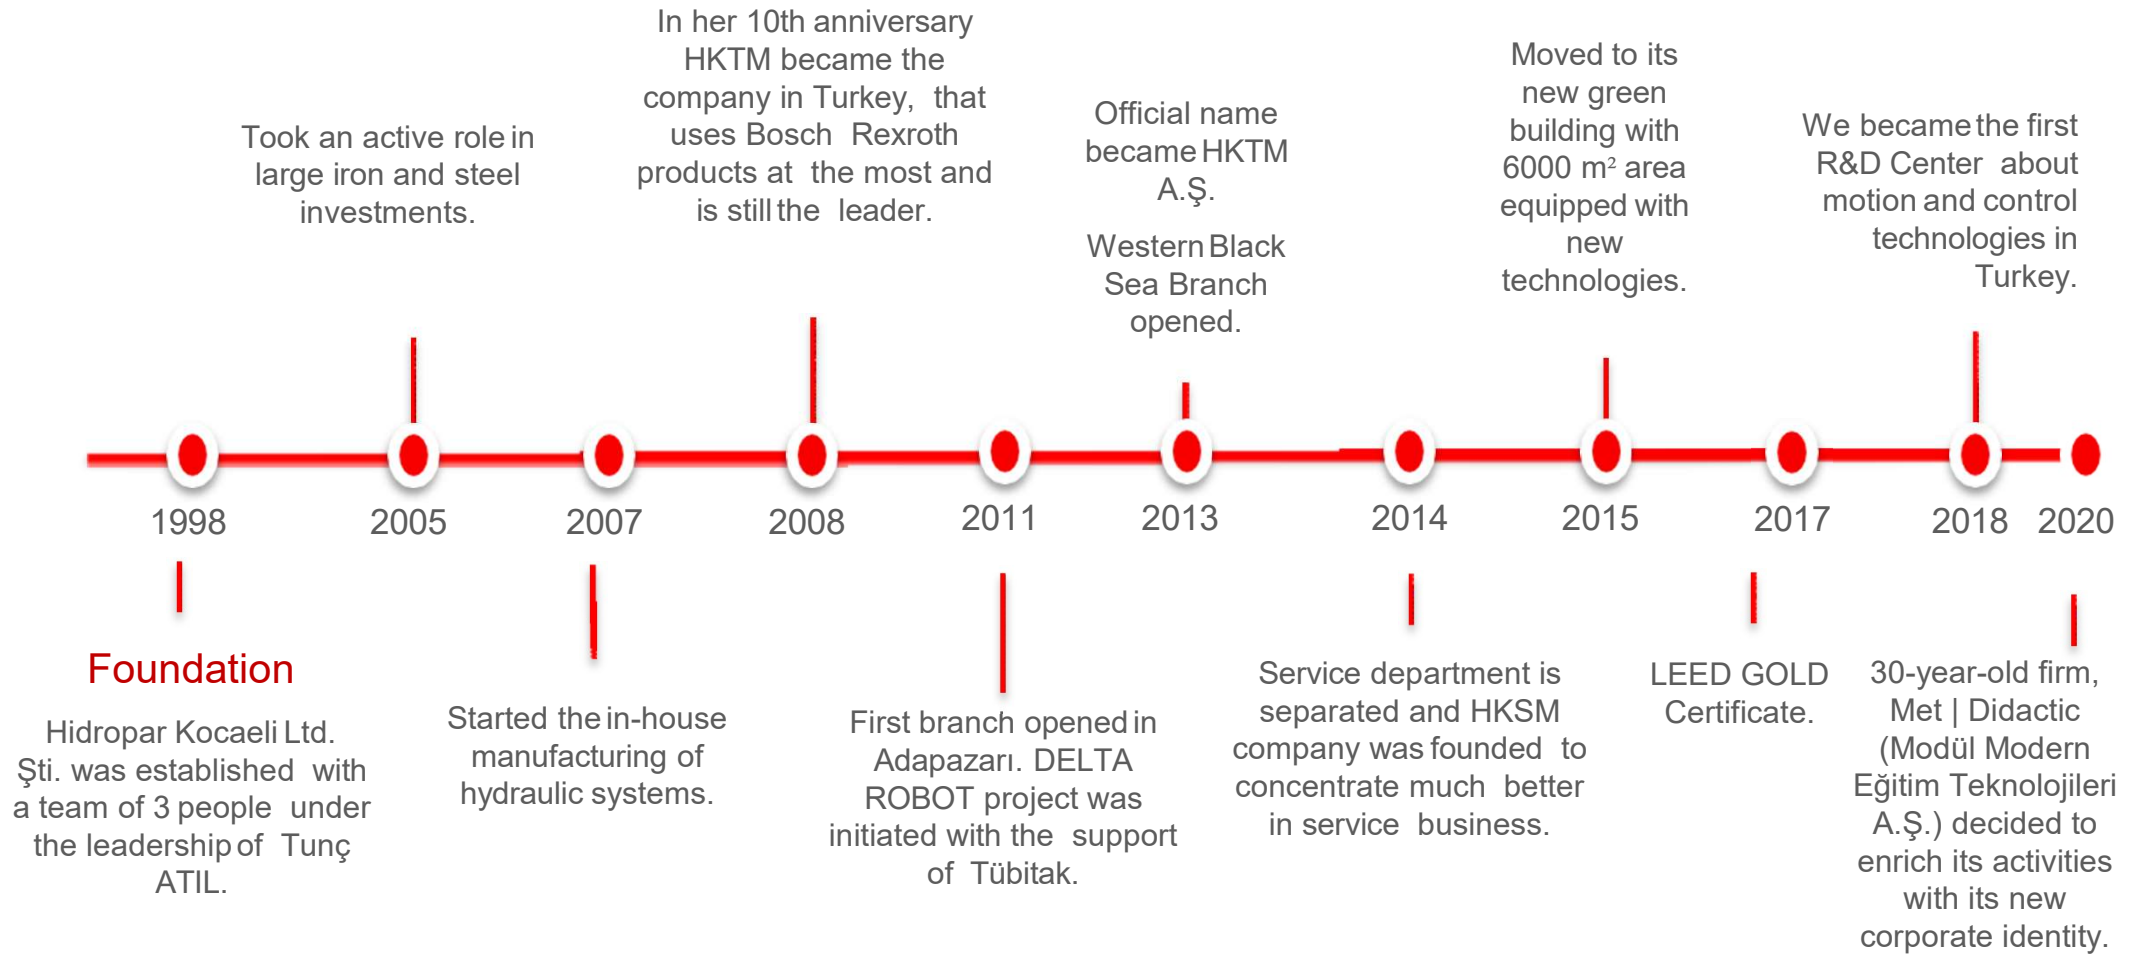 In her 10th anniversary
HKTM became the
company in Turkey, that
uses Bosch Rexroth
products at the most and
is still the leader.
Took an active role in
large iron and steel
investments.
Official name
became HKTM
A.Ş.
Western Black
Sea Branch
opened.
Moved to its
new green
building with
6000 m² area
equipped with
new
technologies.
We became the first
R&D Center about
motion and control
technologies in
Turkey.
1998
2005
2007
2008
2011
2013
2014
2015
2017
2018
2020
Foundation
Hidropar Kocaeli Ltd.
Şti. was established with
a team of 3 people under
the leadership of Tunç
ATIL.
Started the in-house
manufacturing of
hydraulic systems.
First branch opened in
Adapazarı. DELTA
ROBOT project was
initiated with the support
of Tübitak.
Service department is
separated and HKSM
company was founded to
concentrate much better
in service business.
LEED GOLD
Certificate.
30-year-old firm,
Met | Didactic
(Modül Modern
Eğitim Teknolojileri
A.Ş.) decided to
enrich its activities
with its new
corporate identity.